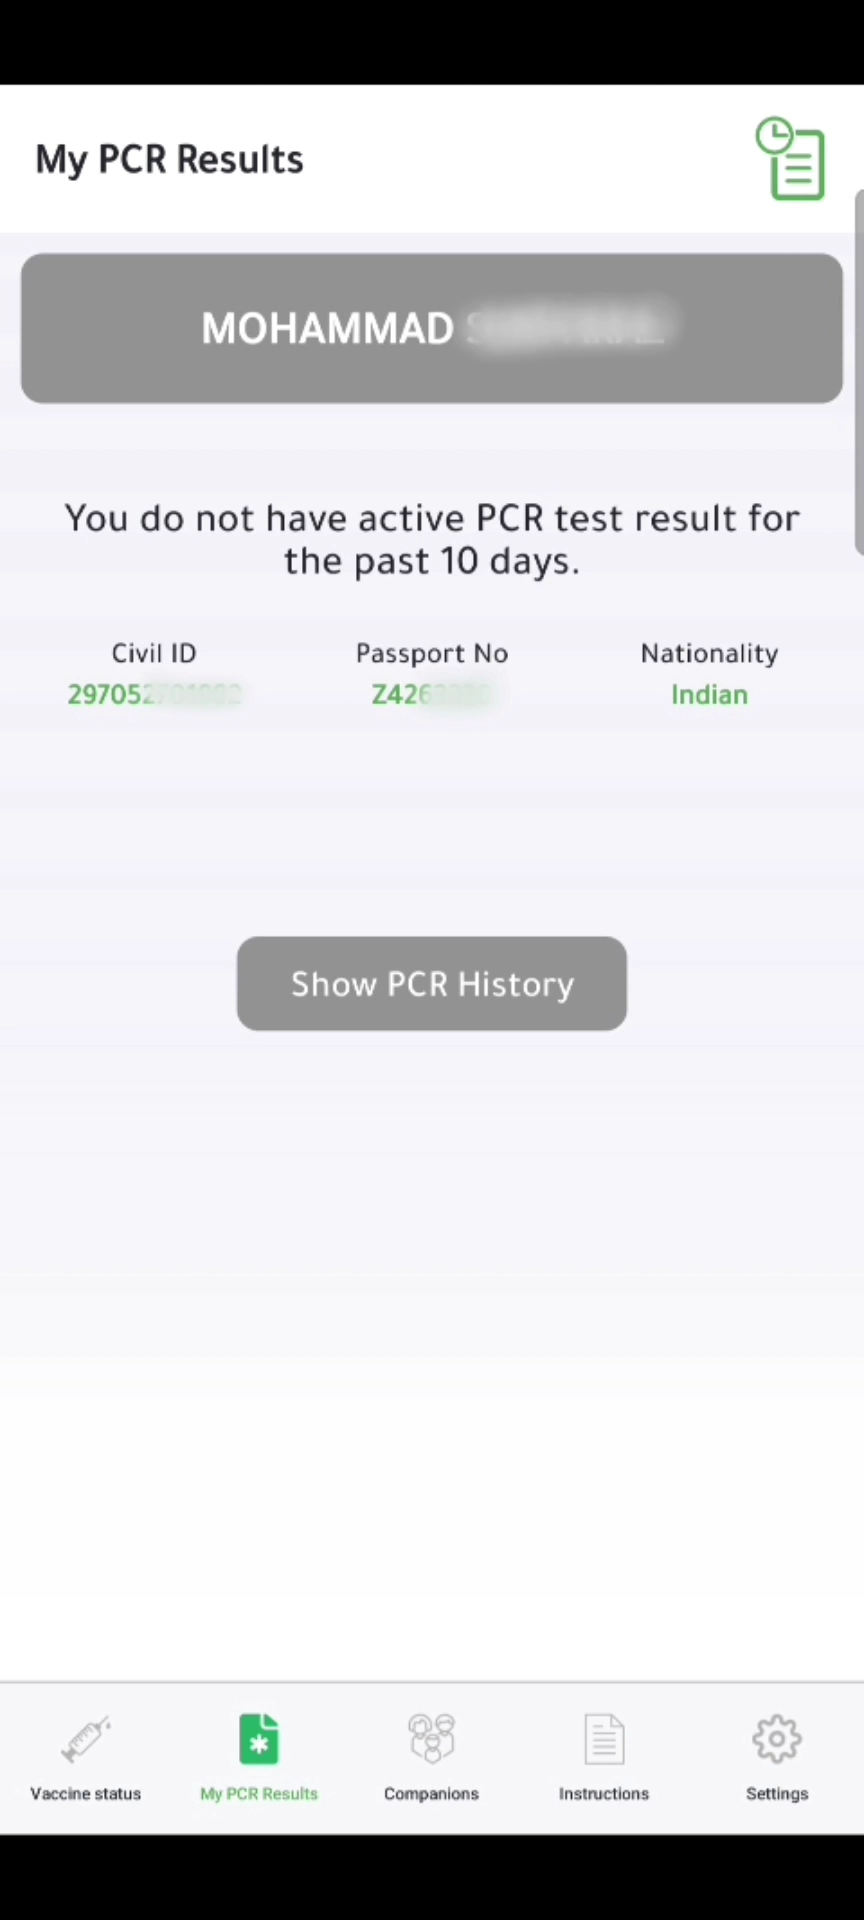 My PCR Results
MOHAMMAD
You do not have active PCR test result for
the past 10 days.
Civil ID Passport No Nationality
Indian
Show PCR History
Vaccine status My PCR Results Companions Instructions Settings